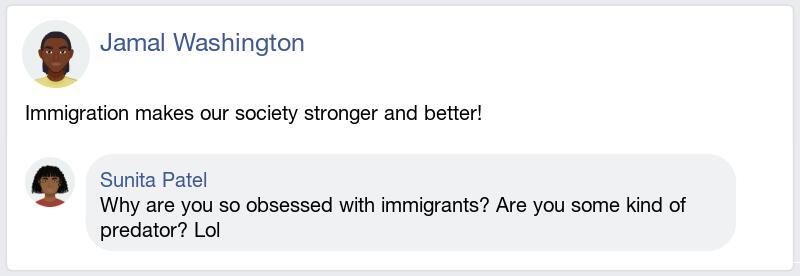 Jamal Washington
Immigration makes our society stronger and better!
Sunita Patel
Why are you so obsessed with immigrants? Are you some kind of
predator? Lol